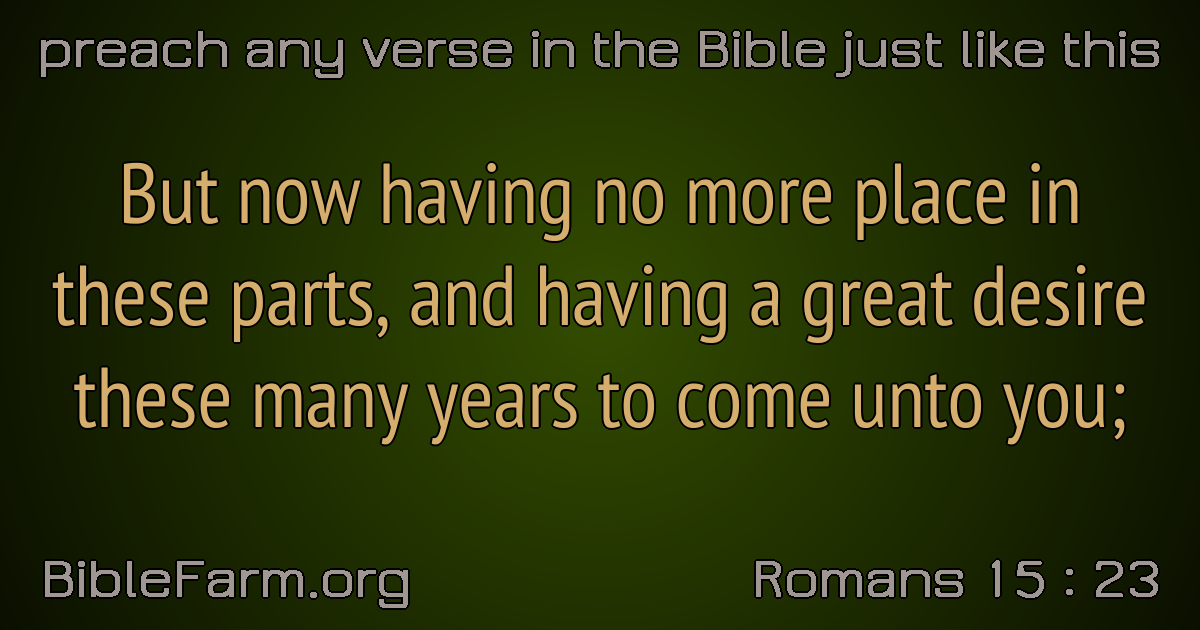 preach any verse in the Bible just like this
But now having no more place in
these parts, and having a great desire
these many years to come unto you;
BibleFarm.org
Romans 15 : 23